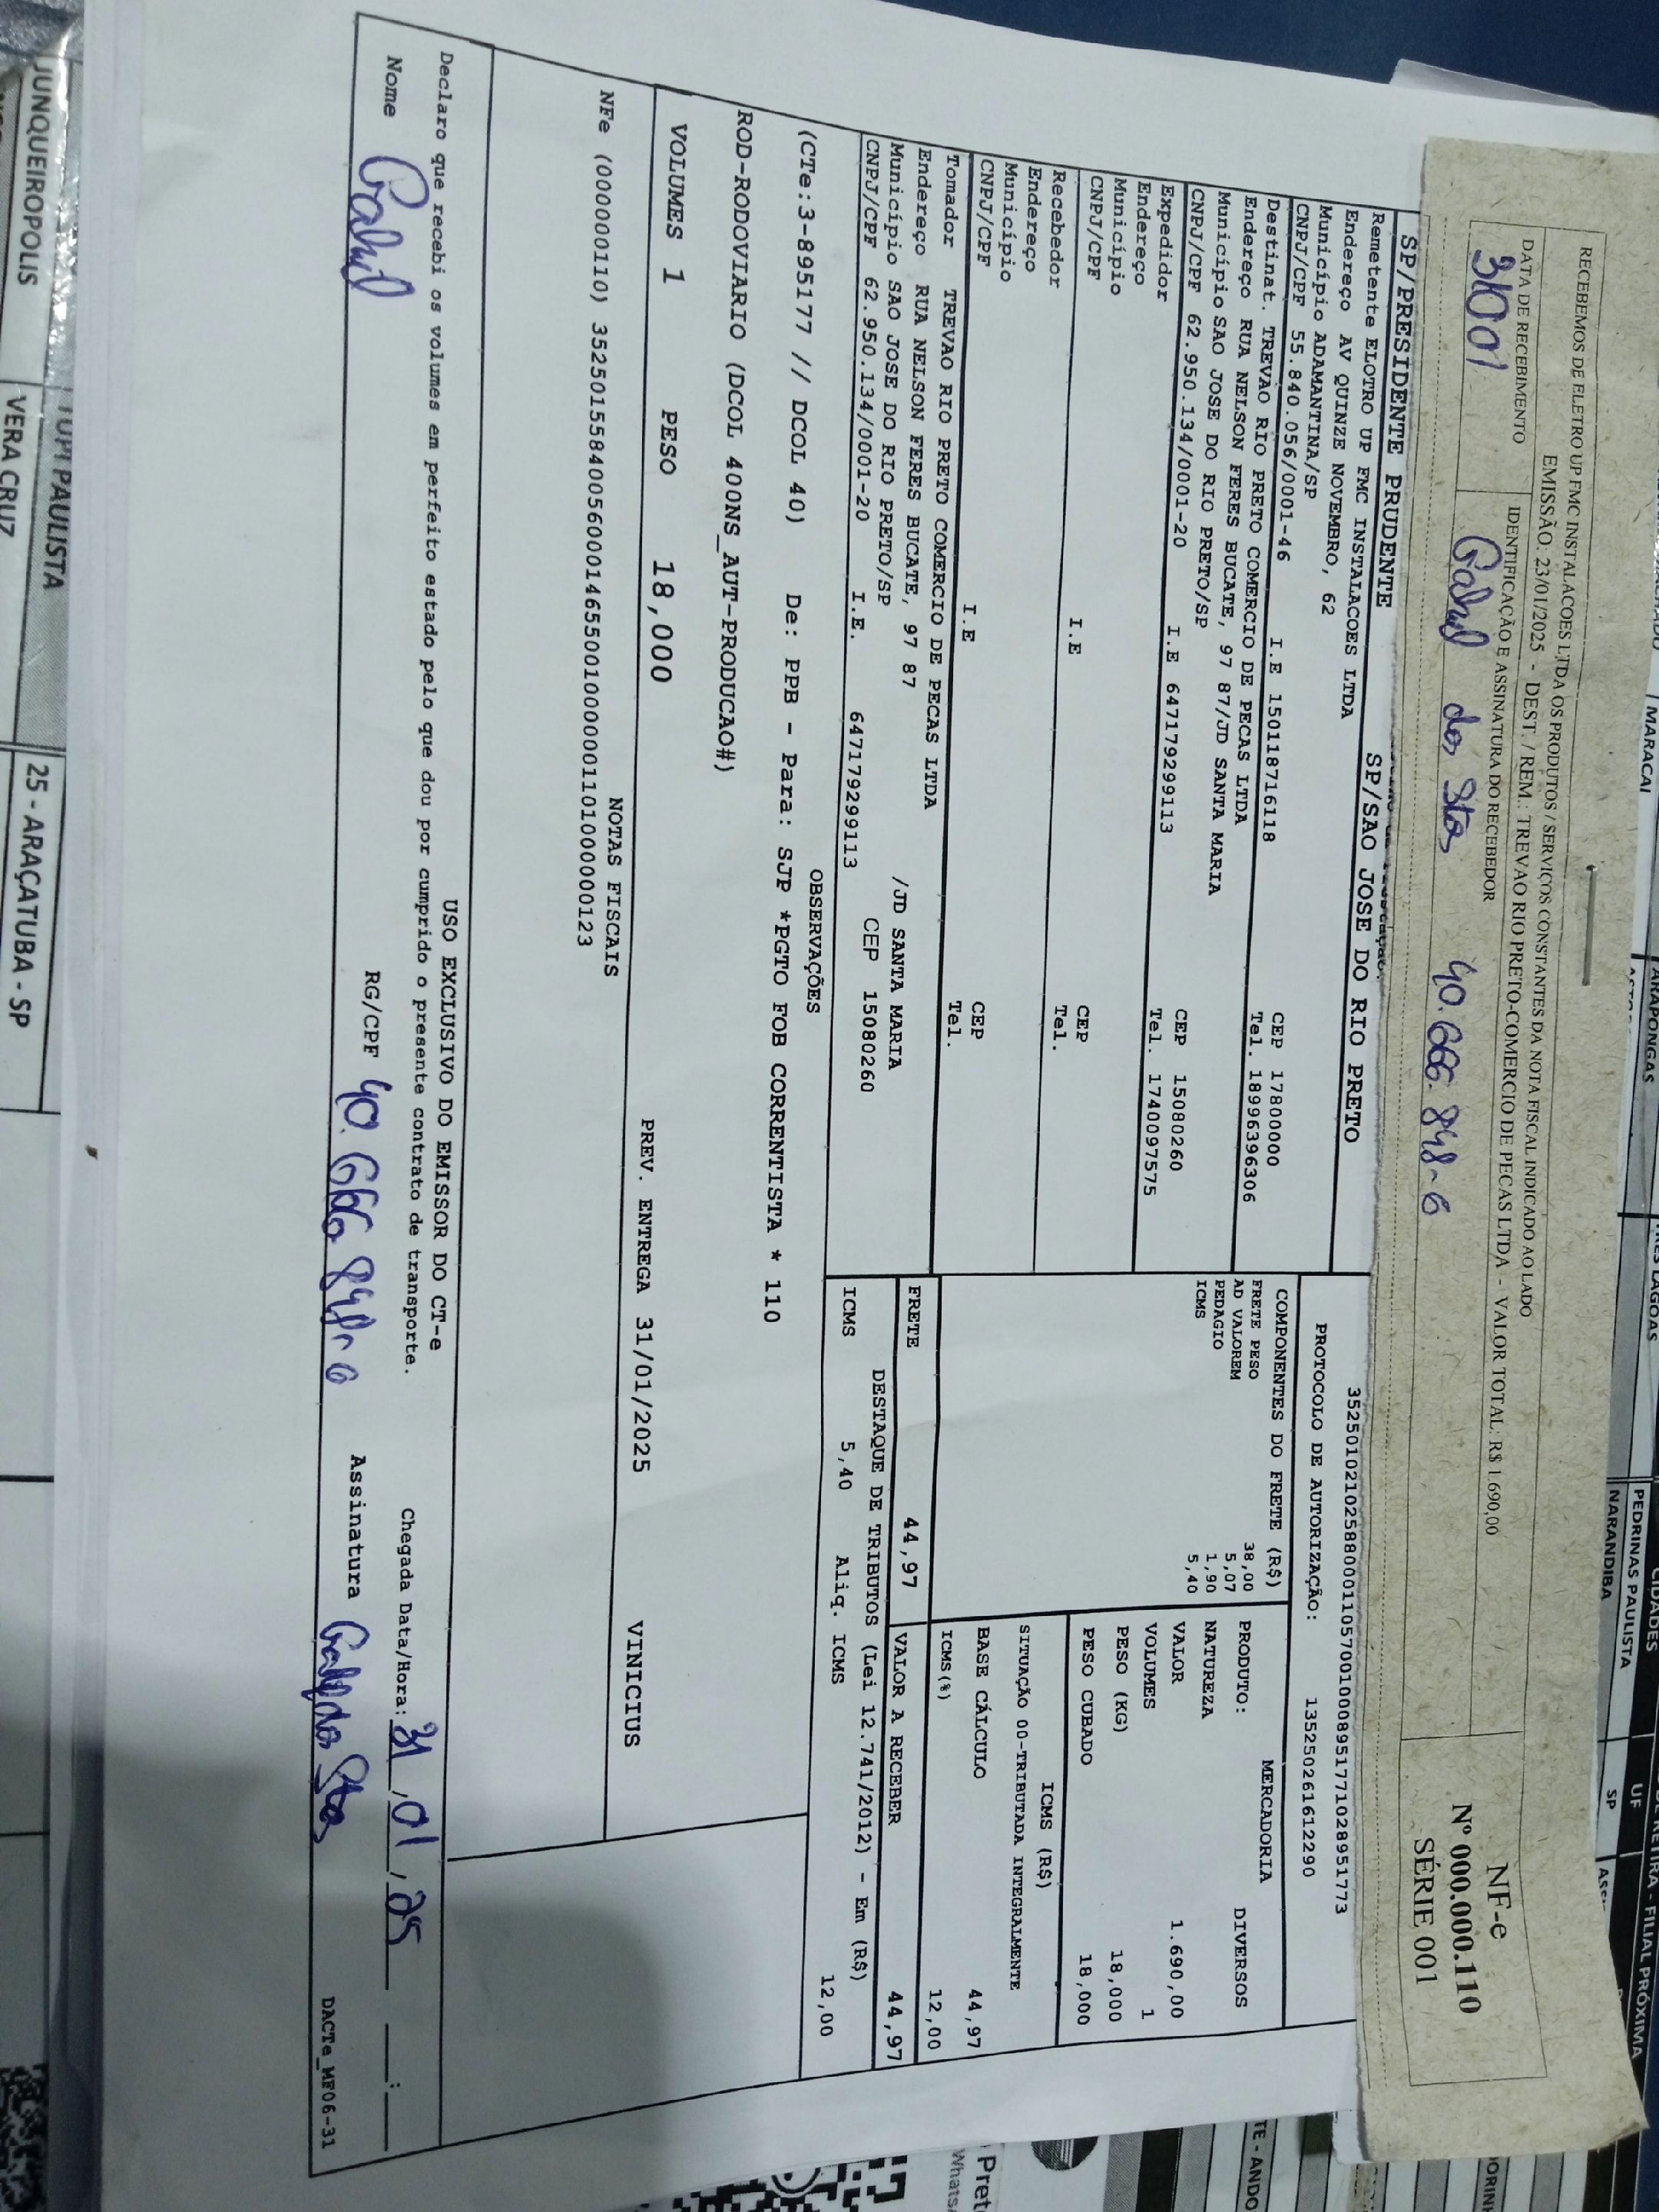 RECEBEMOS DE ELETRO UP FMC INSTALACOES LTDA OS PRODUTOS / SERVIÇOS CONSTANTES DA NOTA FISCAL INDICADO AO LADO
EMISSÃO: 23/01/2025 - DEST. / REM.: TREVAO RIO PRETO-COMERCIO DE PECAS LTDA - VALOR TOTAL: R$ 1.690,00
DATA DE RECEBIMENTO
IDENTIFICAÇÃO E ASSINATURA DO RECEBEDOR
40.666.898-6
NF-e
Nº 000.000.110
SÉRIE 001
SP/PRESIDENTE PRUDENTE SP/SAO JOSE DO RIO PRETO
Remetente ELOTRO UP FMC INSTALACOES LTDA
Endereço AV QUINZE NOVEMBRO, 62
Município ADAMANTINA/SP CEP 17800000
CNPJ/CPF 55.840.056/0001-46 I.E 150118716118 Tel. 18996396306
Destinat. TREVAO RIO PRETO COMERCIO DE PECAS LTDA
Endereço RUA NELSON FERES BUCATE, 97 87/JD SANTA MARIA
Município SAO JOSE DO RIO PRETO/SP CEP 15080260
CNPJ/CPF 62.950.134/0001-20 I.E 647179299113 Tel. 1740097575
Expedidor
Endereço
Município CEP
CNPJ/CPF I.E Tel.
Recebedor
Endereço
Município CEP
CNPJ/CPF I.E Tel.
Tomador TREVAO RIO PRETO COMERCIO DE PECAS LTDA
Endereço RUA NELSON FERES BUCATE, 97 87 /JD SANTA MARIA
Município SAO JOSE DO RIO PRETO/SP CEP 15080260
CNPJ/CPF 62.950.134/0001-20 I.E. 647179299113
35250102102588000110570010008951771028951773
PROTOCOLO DE AUTORIZAÇÃO: 135250261612290
COMPONENTES DO FRETE (R$)
FRETE PESO 38,00
AD VALOREM 5,07
PEDAGIO 1,90
ICMS 5,40
MERCADORIA
PRODUTO: DIVERSOS
NATUREZA
VALOR 1.690,00
VOLUMES 1
PESO (KG) 18,000
PESO CUBADO 18,000
ICMS (R$)
SITUAÇÃO 00-TRIBUTADA INTEGRALMENTE
BASE CÁLCULO 44,97
ICMS(%) 12,00
FRETE 44,97 VALOR A RECEBER 44,97
DESTAQUE DE TRIBUTOS (Lei 12.741/2012) - Em (R$)
ICMS 5,40 Aliq. ICMS 12,00
OBSERVAÇÕES
(CTe:3-895177 // DCOL 40) De: PPB - Para: SJP *PGTO FOB CORRENTISTA * 110
ROD-RODOVIARIO (DCOL 400NS_AUT-PRODUCAO#)
VOLUMES 1 PESO 18,000 PREV. ENTREGA 31/01/2025 VINICIUS
NOTAS FISCAIS
NFe (000000110) 35250155840056000146550010000001101000000123
USO EXCLUSIVO DO EMISSOR DO CT-e
Declaro que recebi os volumes em perfeito estado pelo que dou por cumprido o presente contrato de transporte.
Chegada Data/Hora: 31/01/25 __:__
Nome RG/CPF 40.666.898-6 Assinatura
DACTe_MF06-31
JUNQUEIROPOLIS
TUPI PAULISTA
VERA CRUZ
25 - ARAÇATUBA - SP
MARACAI
ARAPONGAS
PEDRINAS PAULISTA
NARANDIBA
CIDADES
UF
SP
RETIRA - FILIAL PRÓXIMA